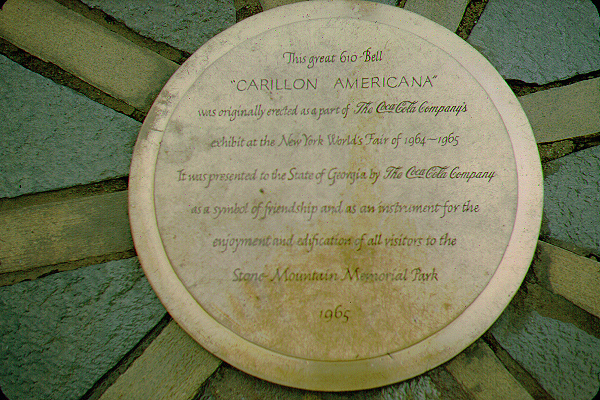 This great 610-Bell
"CARILLON AMERICANA"
was originally erected as a part of The Coca-Cola Company's
exhibit at the New York World's Fair of 1964-1965
It was presented to the State of Georgia by The Coca-Cola Company
as a symbol of friendship and as an instrument for the
enjoyment and edification of all visitors to the
Stone Mountain Memorial Park
1965